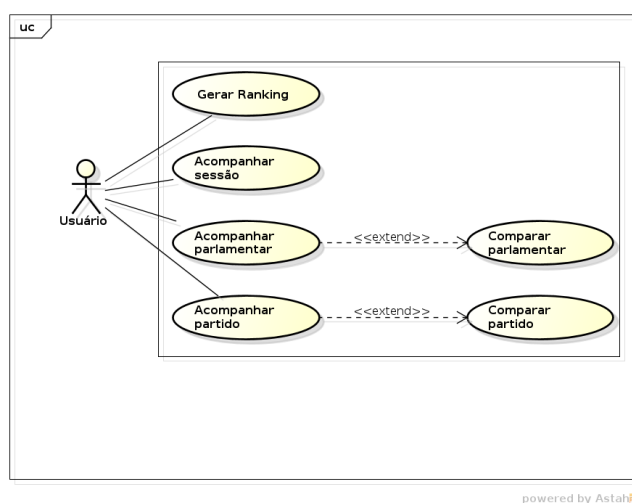 uc
Gerar Ranking
Acompanhar
sessão
Usuário
Acompanhar
parlamentar
<<extend>>
Comparar
parlamentar
Acompanhar
partido
<<extend>>
Comparar
partido
powered by Astah